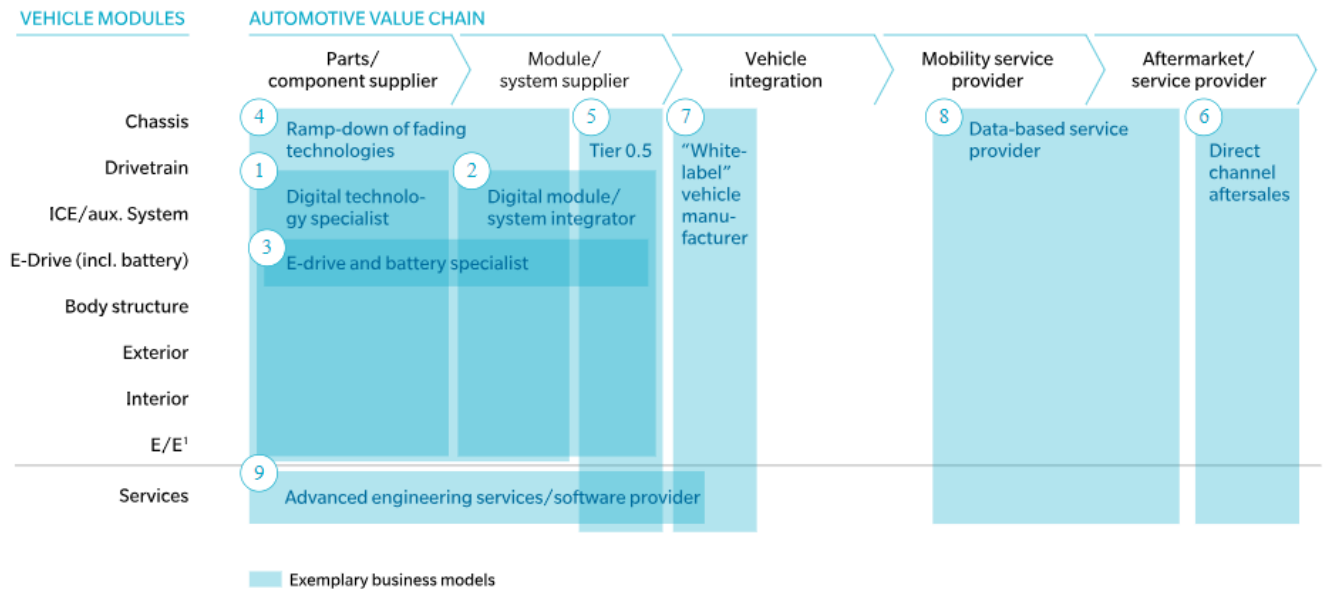 VEHICLE MODULES
AUTOMOTIVE VALUE CHAIN
Parts/
component supplier
Module/
system supplier
Vehicle
integration
Mobility service
provider
Aftermarket/
service provider
Chassis
Drivetrain
ICE/aux. System
E-Drive (incl. battery)
Body structure
Exterior
Interior
E/E¹
Services
4
Ramp-down of fading
technologies
5
Tier 0.5
7
"White-
label"
vehicle
manu-
facturer
8
Data-based service
provider
6
Direct
channel
aftersales
1
Digital technolo-
gy specialist
2
Digital module/
system integrator
3
E-drive and battery specialist
9
Advanced engineering services/software provider
Exemplary business models